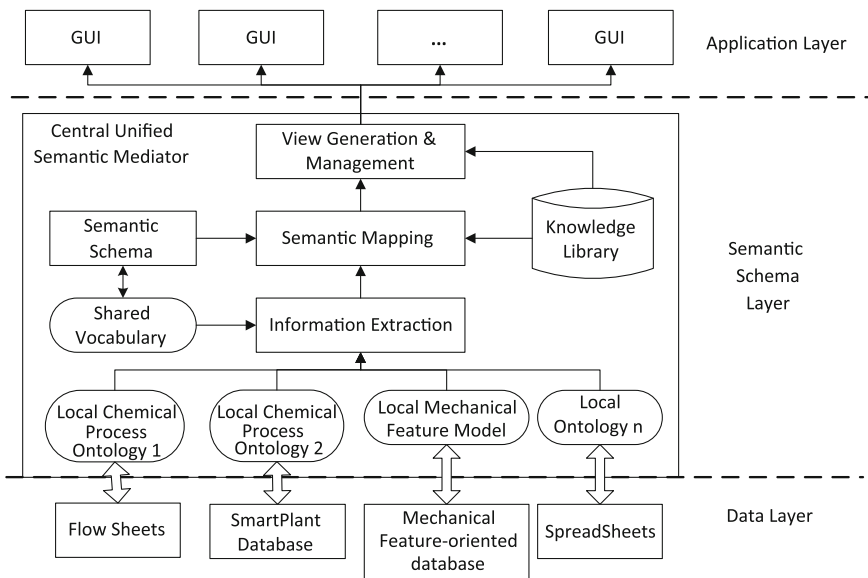 GUI
GUI
...
GUI
Application Layer
Central Unified
Semantic Mediator
View Generation &
Management
Semantic
Schema
Semantic Mapping
Knowledge
Library
Semantic
Schema
Layer
Shared
Vocabulary
Information Extraction
Local Chemical
Process
Ontology 1
Local Chemical
Process
Ontology 2
Local Mechanical
Feature Model
Local
Ontology n
Flow Sheets
SmartPlant
Database
Mechanical
Feature-oriented
database
SpreadSheets
Data Layer